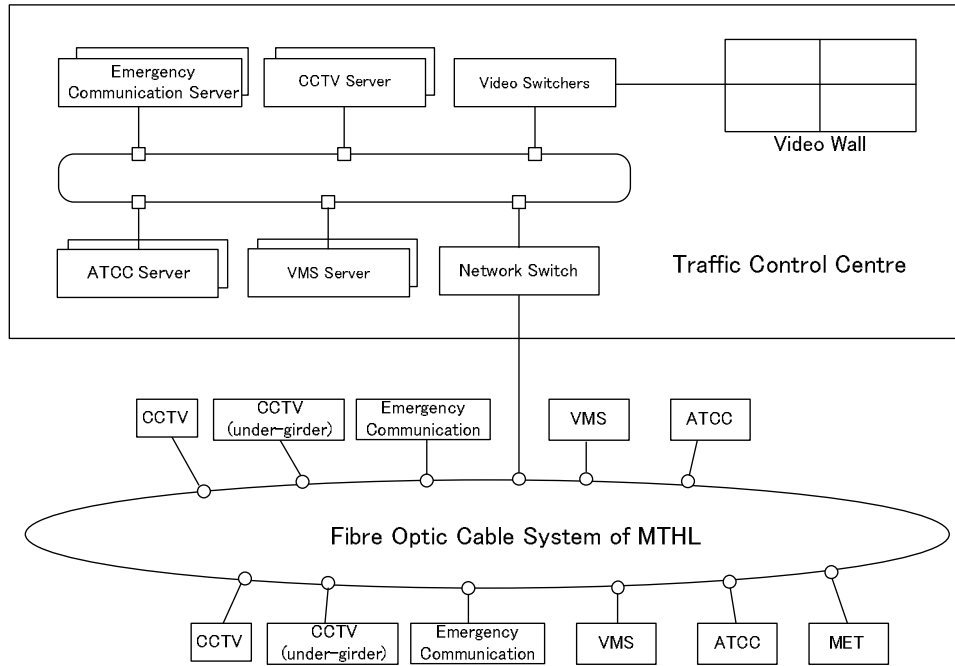 Emergency
Communication Server
CCTV Server
Video Switchers
Video Wall
ATCC Server
VMS Server
Network Switch
Traffic Control Centre
CCTV
CCTV
(under-girder)
Emergency
Communication
VMS
ATCC
Fibre Optic Cable System of MTHL
CCTV
CCTV
(under-girder)
Emergency
Communication
VMS
ATCC
MET